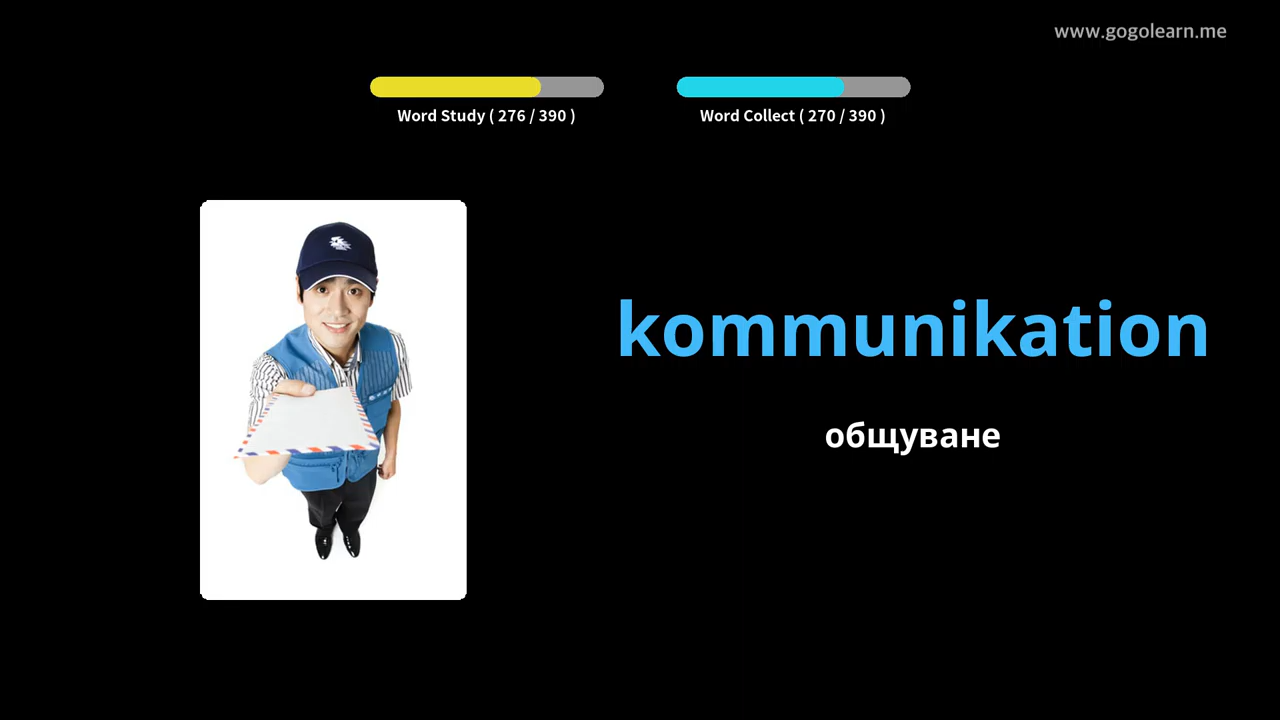 www.gogolearn.me
Word Study ( 276 / 390 )
Word Collect ( 270 / 390 )
kommunikation
общуване